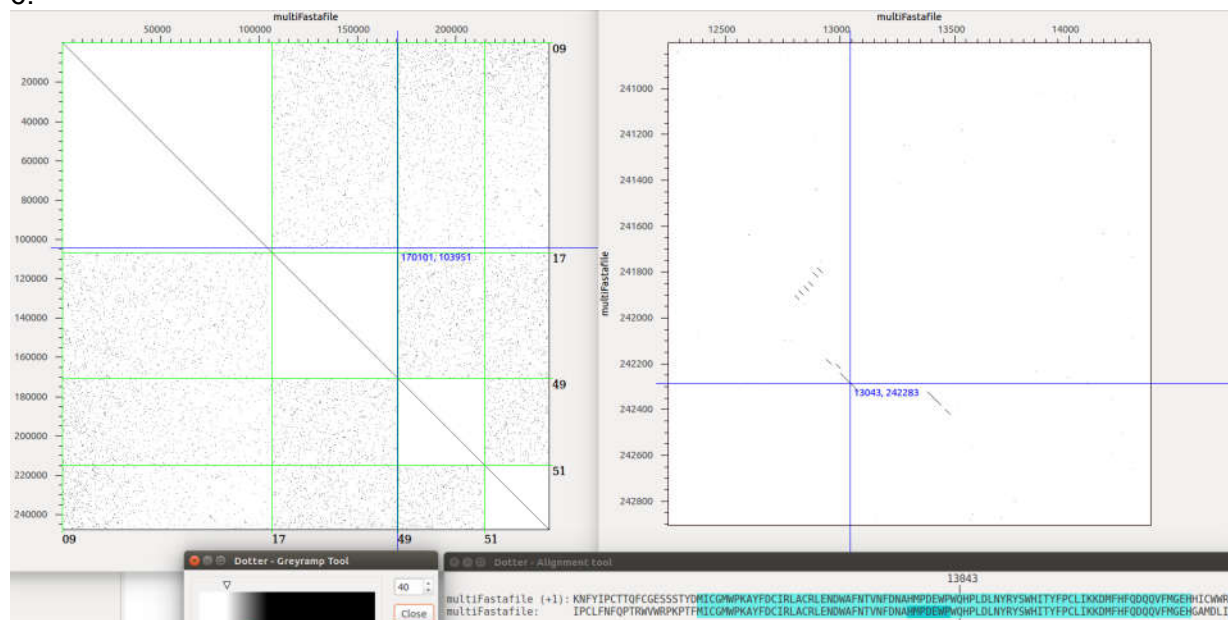 6.
multiFastafile
50000 100000 150000 200000
09
20000
40000
60000
80000
100000
170101, 103951
17
120000
140000
160000
49
180000
200000
51
220000
240000
09 17 49 51
multiFastafile
12500 13000 13500 14000
241000
241200
241400
241600
241800
multiFastafile
242000
242200
13043, 242283
242400
242600
242800
Dotter - Greyramp Tool
40
Close
Dotter - Alignment tool
13043
multiFastafile (+1): KNFYIPCTTQFCGESSSTYDMICGMWPKAYFDCIRLACRLENDWAFNTVNFDNAHMPDEWPWQHPLDLNYRYSWHITYFPCLIKKDMFHFQDQQVFMGEHHICWWR
multiFastafile: IPCLFNFQPTRWVWRPKPTFMICGMWPKAYFDCIRLACRLENDWAFNTVNFDNAHMPDEWPWQHPLDLNYRYSWHITYFPCLIKKDMFHFQDQQVFMGEHGAMDLI